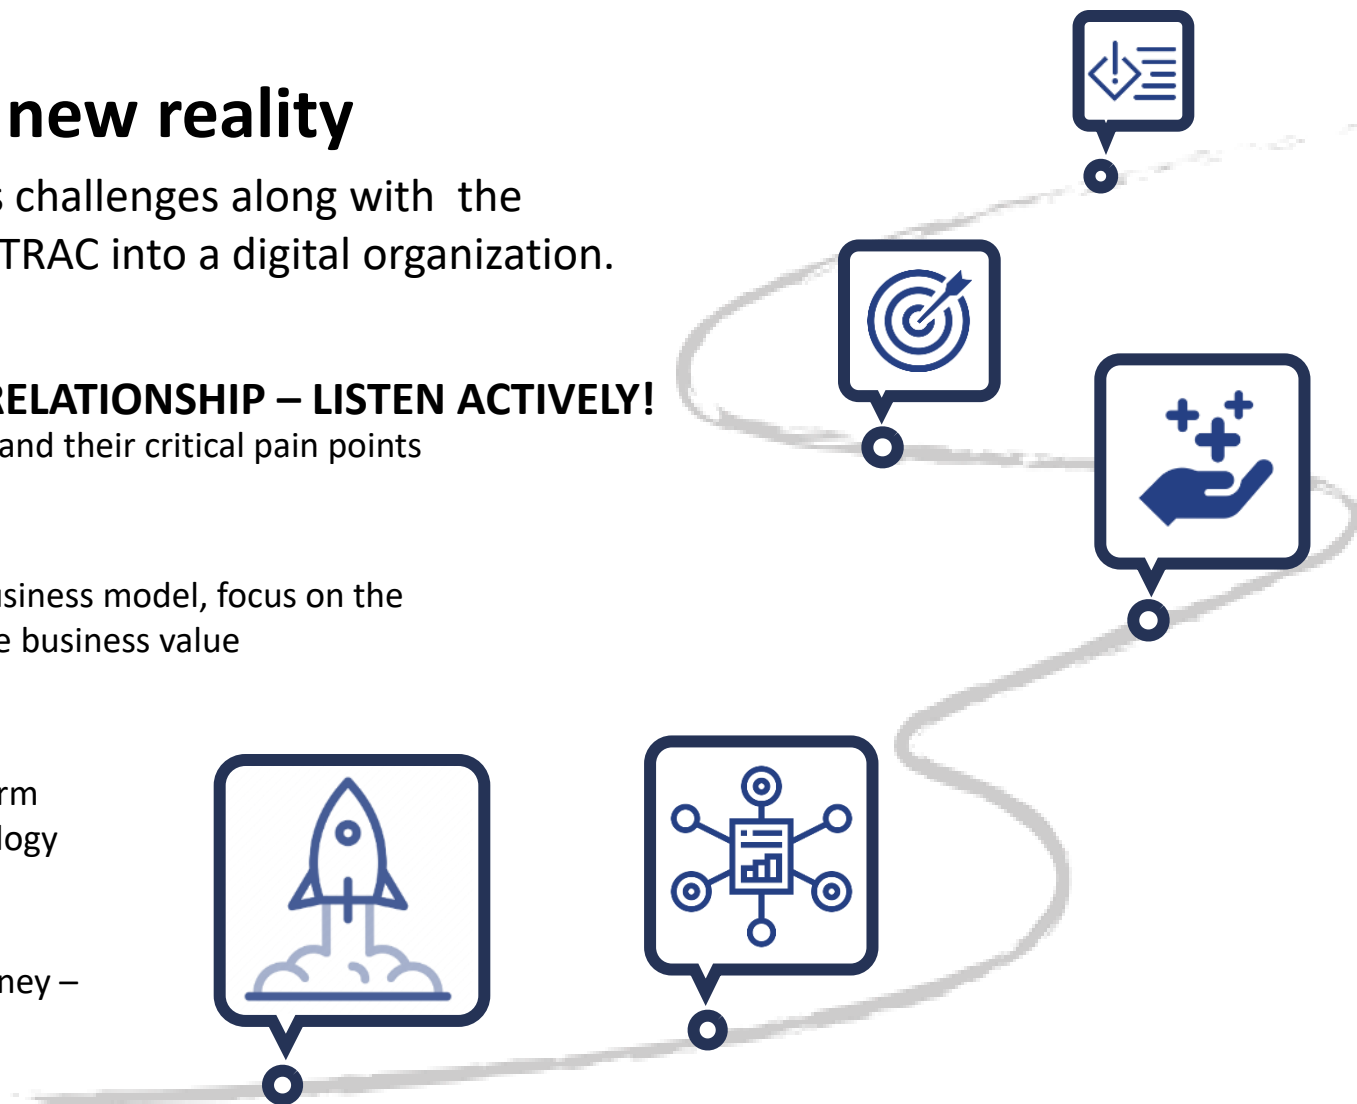 new reality
s challenges along with  the
TRAC into a digital organization.
RELATIONSHIP – LISTEN ACTIVELY!
and their critical pain points
usiness model, focus on the
e business value
rm
logy
ney –